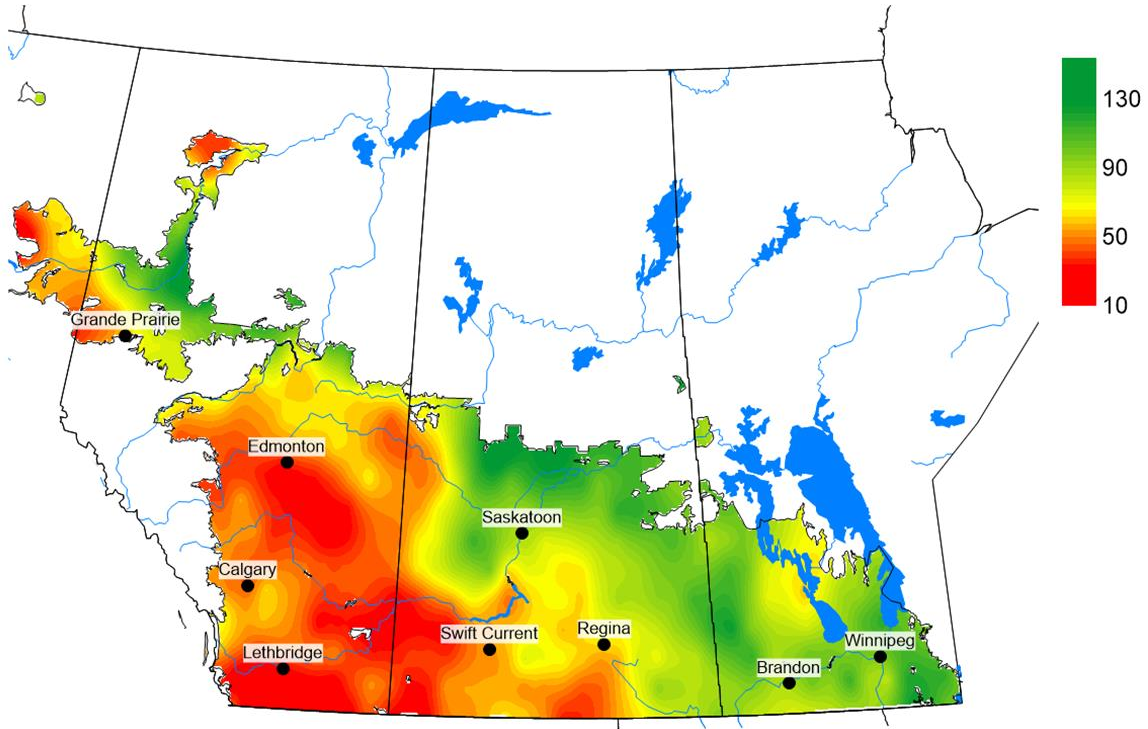 130
90
50
10
Grande Prairie
Edmonton
Saskatoon
Calgary
Swift Current
Regina
Winnipeg
Lethbridge
Brandon